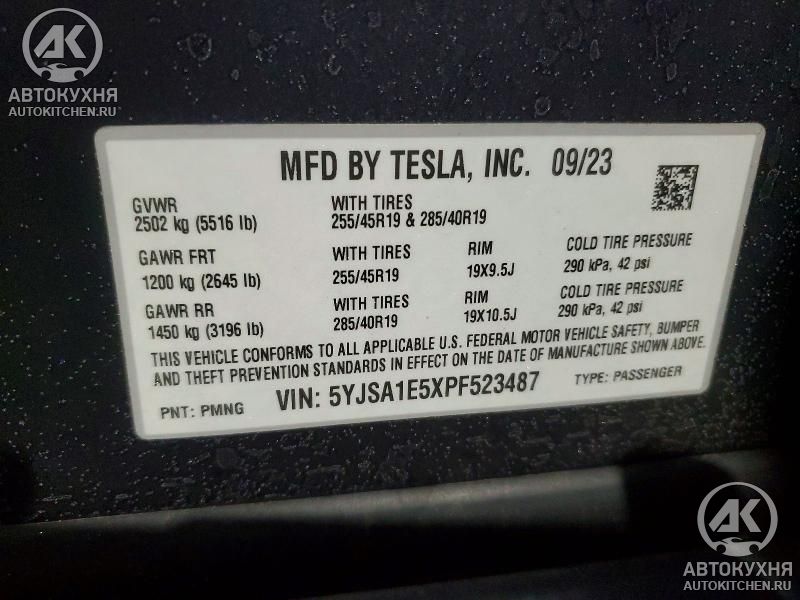 AK
АВТОКУХНЯ
AUTOKITCHEN.RU
MFD BY TESLA, INC. 09/23
GVWR WITH TIRES
2502 kg (5516 lb) 255/45R19 & 285/40R19
GAWR FRT WITH TIRES RIM COLD TIRE PRESSURE
1200 kg (2645 lb) 255/45R19 19X9.5J 290 kPa, 42 psi
GAWR RR WITH TIRES RIM COLD TIRE PRESSURE
1450 kg (3196 lb) 285/40R19 19X10.5J 290 kPa, 42 psi
THIS VEHICLE CONFORMS TO ALL APPLICABLE U.S. FEDERAL MOTOR VEHICLE SAFETY, BUMPER
AND THEFT PREVENTION STANDARDS IN EFFECT ON THE DATE OF MANUFACTURE SHOWN ABOVE.
PNT: PMNG VIN: 5YJSA1E5XPF523487 TYPE: PASSENGER
AK
АВТОКУХНЯ
AUTOKITCHEN.RU